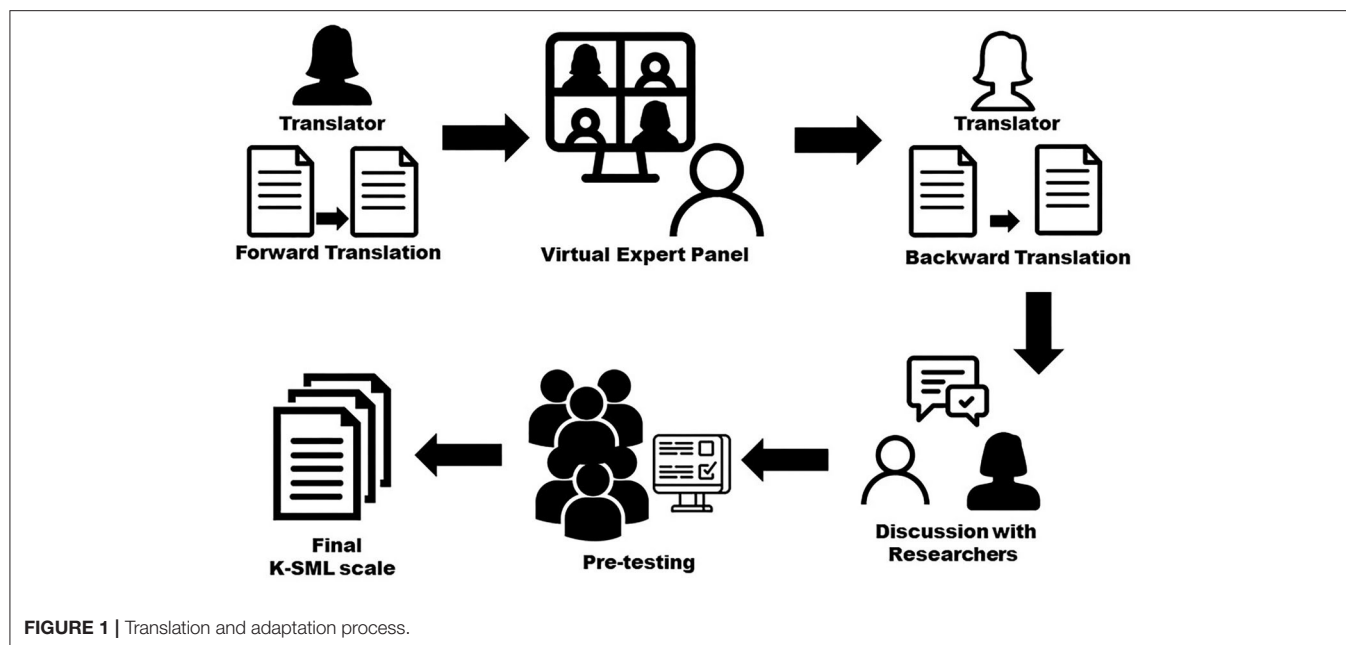 Translator
Forward Translation
Virtual Expert Panel
Translator
Backward Translation
Discussion with
Researchers
Pre-testing
Final
K-SML scale
FIGURE 1 | Translation and adaptation process.